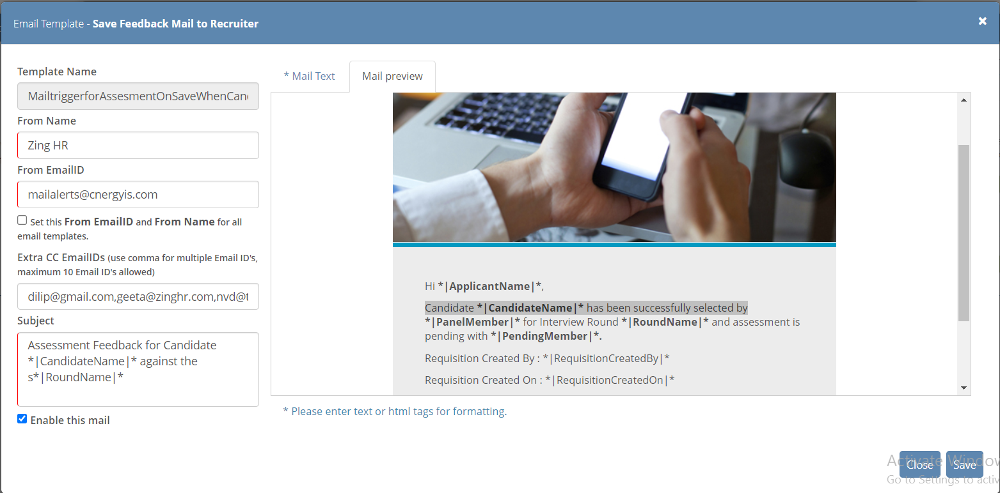 Email Template - Save Feedback Mail to Recruiter
Template Name
MailtriggerforAssesmentOnSaveWhenCan
From Name
Zing HR
From EmailID
mailalerts@cnergyis.com
Set this From EmailID and From Name for all
email templates.
Extra CC EmailIDs (use comma for multiple Email ID's,
maximum 10 Email ID's allowed)
dilip@gmail.com,geeta@zinghr.com,nvd@t
Subject
Assessment Feedback for Candidate
*|CandidateName|* against the
s*|RoundName|*
Enable this mail
* Mail Text
Mail preview
Hi *|ApplicantName|*,
Candidate *|CandidateName|* has been successfully selected by
*|PanelMember|* for Interview Round *|RoundName|* and assessment is
pending with *|PendingMember|*.
Requisition Created By : *|RequisitionCreatedBy|*
Requisition Created On : *|RequisitionCreatedOn|*
* Please enter text or html tags for formatting.
Close
Save
Activate Window
Go to Settings to activ